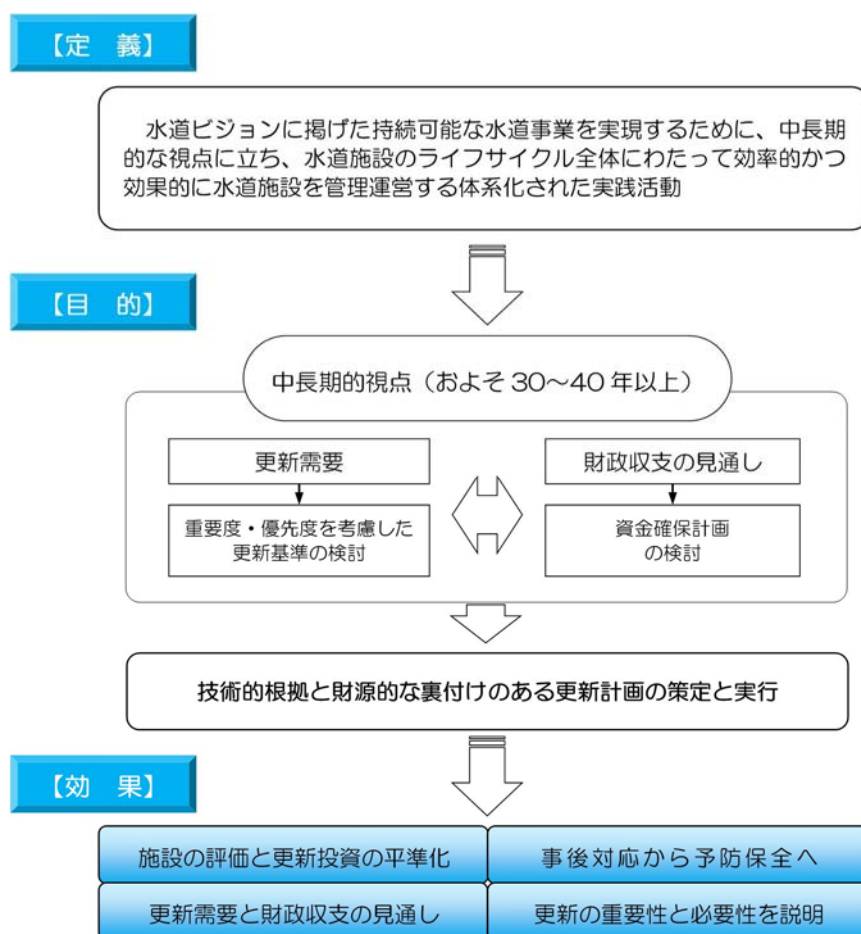 【定　義】
水道ビジョンに掲げた持続可能な水道事業を実現するために、中長期
的な視点に立ち、水道施設のライフサイクル全体にわたって効率的かつ
効果的に水道施設を管理運営する体系化された実践活動
【目　的】
中長期的視点（およそ 30～40 年以上）
更新需要
財政収支の見通し
重要度・優先度を考慮した
更新基準の検討
資金確保計画
の検討
技術的根拠と財源的な裏付けのある更新計画の策定と実行
【効　果】
施設の評価と更新投資の平準化
事後対応から予防保全へ
更新需要と財政収支の見通し
更新の重要性と必要性を説明